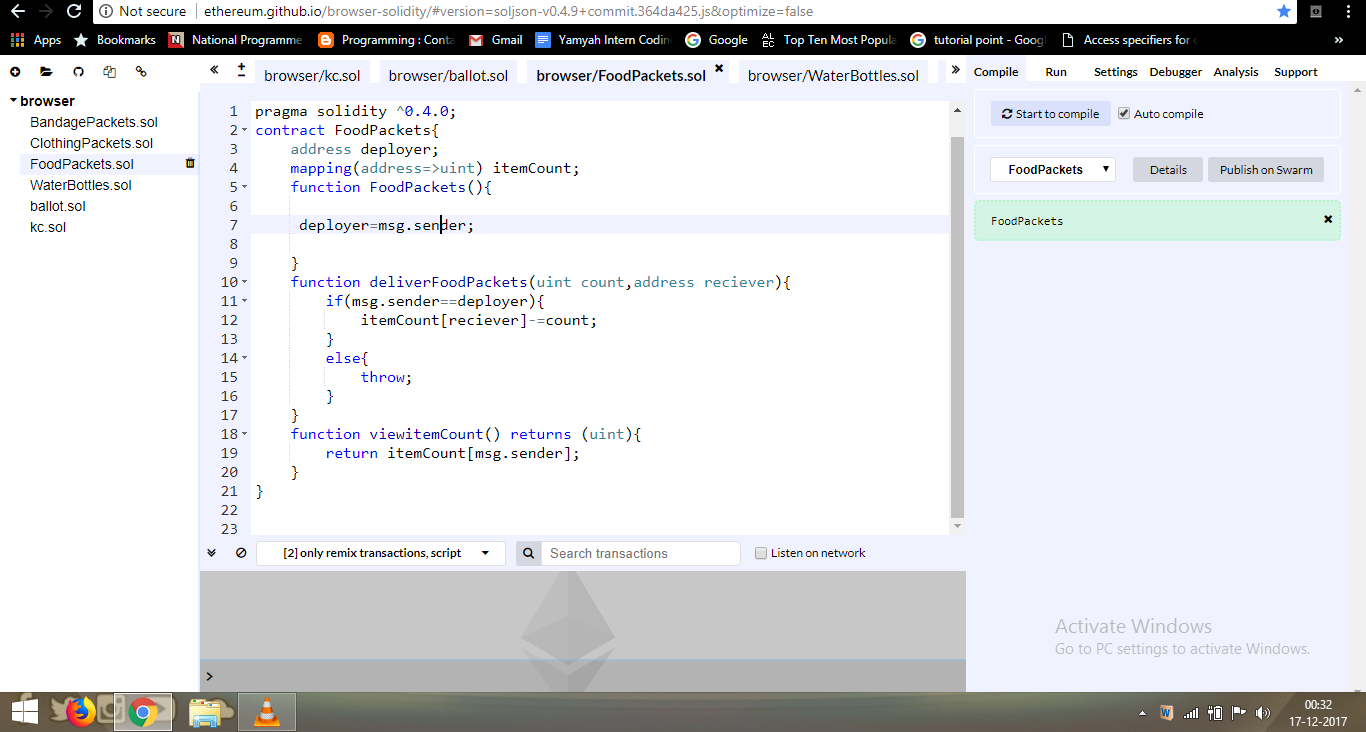 Not secure | ethereum.github.io/browser-solidity/#version=soljson-v0.4.9+commit.364da425.js&optimize=false
Apps Bookmarks National Programme Programming : Conta Gmail Yamyah Intern Codin Google Top Ten Most Popula tutorial point - Goog Access specifiers for »
browser/kc.sol browser/ballot.sol browser/FoodPackets.sol browser/WaterBottles.sol
Compile Run Settings Debugger Analysis Support
browser
BandagePackets.sol
ClothingPackets.sol
FoodPackets.sol
WaterBottles.sol
ballot.sol
kc.sol
1 pragma solidity ^0.4.0;
2 contract FoodPackets{
3 address deployer;
4 mapping(address=>uint) itemCount;
5 function FoodPackets(){
6
7 deployer=msg.sender;
8
9 }
10 function deliverFoodPackets(uint count,address reciever){
11 if(msg.sender==deployer){
12 itemCount[reciever]-=count;
13 }
14 else{
15 throw;
16 }
17 }
18 function viewitemCount() returns (uint){
19 return itemCount[msg.sender];
20 }
21 }
22
23
Start to compile Auto compile
FoodPackets Details Publish on Swarm
FoodPackets
[2] only remix transactions, script Search transactions Listen on network
>
Activate Windows
Go to PC settings to activate Windows.
00:32
17-12-2017